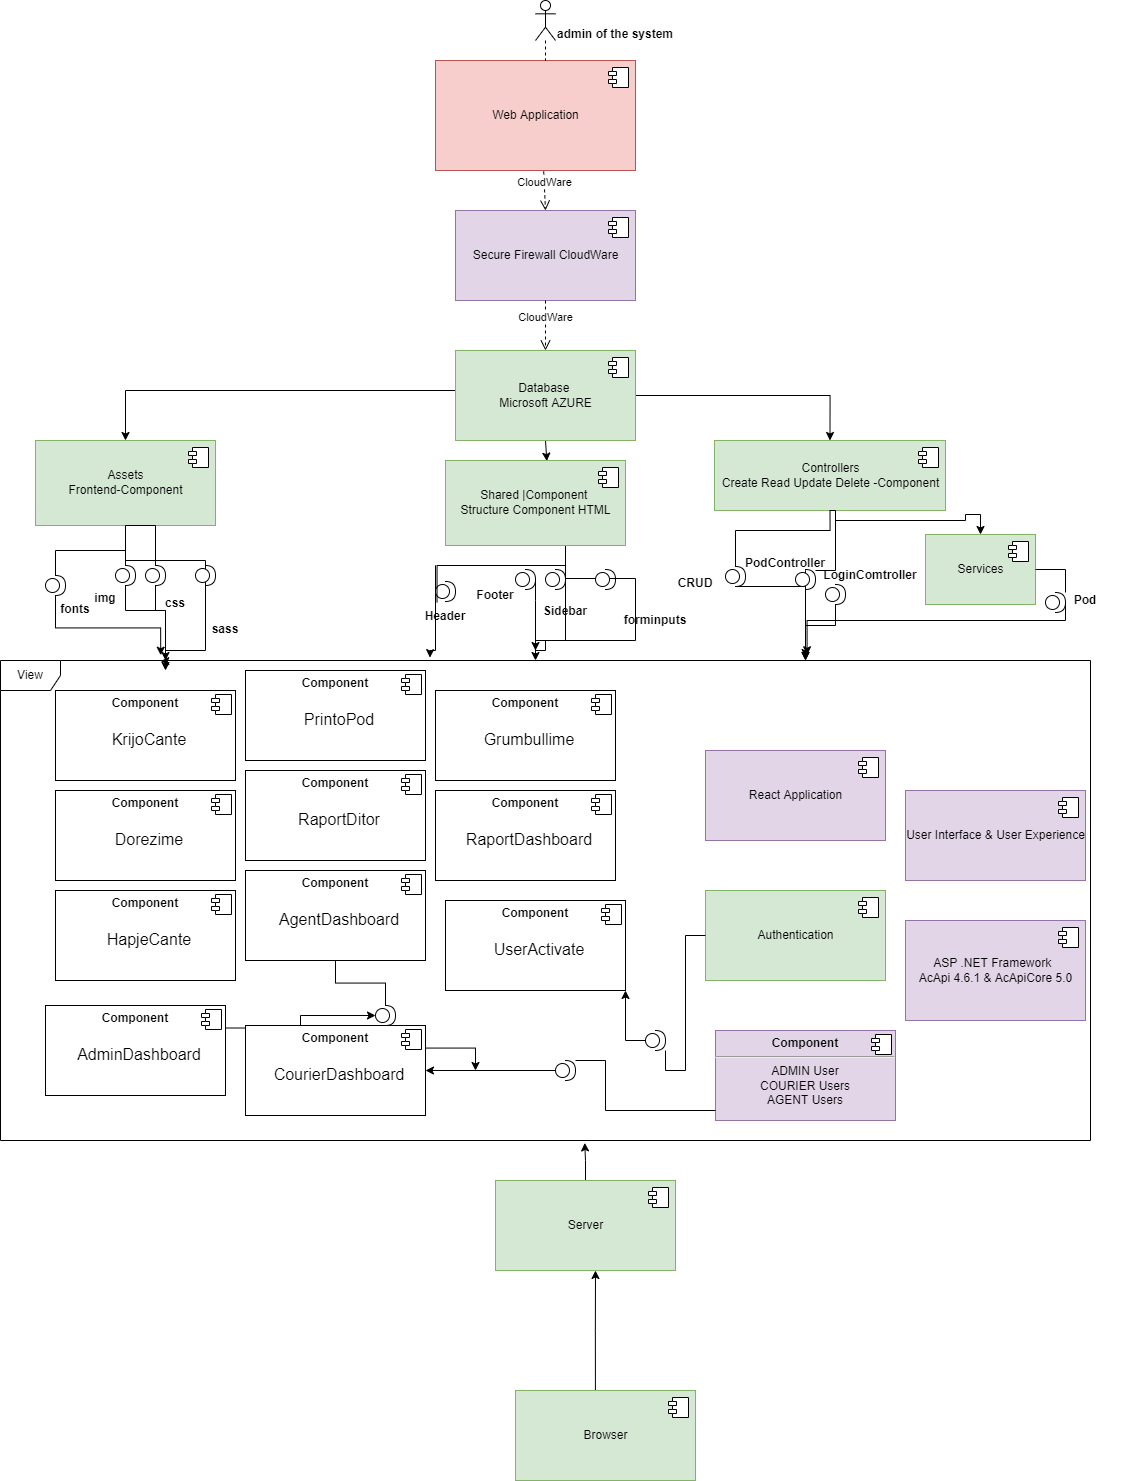 admin of the system
Web Application
CloudWare
Secure Firewall CloudWare
CloudWare
Database
Microsoft AZURE
Assets
Frontend-Component
Shared |Component
Structure Component HTML
Controllers
Create Read Update Delete -Component
Services
fonts
img
css
sass
Header
Footer
Sidebar
forminputs
CRUD
PodController
LoginComtroller
Pod
View
Component
KrijoCante
Component
PrintoPod
Component
Grumbullime
Component
Dorezime
Component
RaportDitor
Component
RaportDashboard
Component
HapjeCante
Component
AgentDashboard
Component
UserActivate
Component
AdminDashboard
Component
CourierDashboard
React Application
User Interface & User Experience
Authentication
ASP .NET Framework
AcApi 4.6.1 & AcApiCore 5.0
Component
ADMIN User
COURIER Users
AGENT Users
Server
Browser